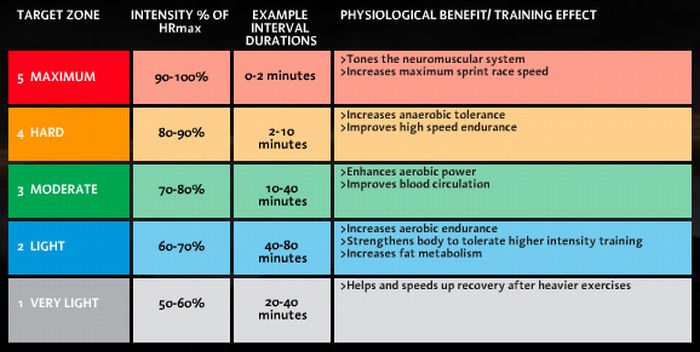 TARGET ZONE
INTENSITY % OF
HRmax
EXAMPLE
INTERVAL
DURATIONS
PHYSIOLOGICAL BENEFIT/ TRAINING EFFECT
5 MAXIMUM
90-100%
0-2 minutes
>Tones the neuromuscular system
>Increases maximum sprint race speed
4 HARD
80-90%
2-10
minutes
>Increases anaerobic tolerance
>Improves high speed endurance
3 MODERATE
70-80%
10-40
minutes
>Enhances aerobic power
>Improves blood circulation
2 LIGHT
60-70%
40-80
minutes
>Increases aerobic endurance
>Strengthens body to tolerate higher intensity training
>Increases fat metabolism
1 VERY LIGHT
50-60%
20-40
minutes
>Helps and speeds up recovery after heavier exercises